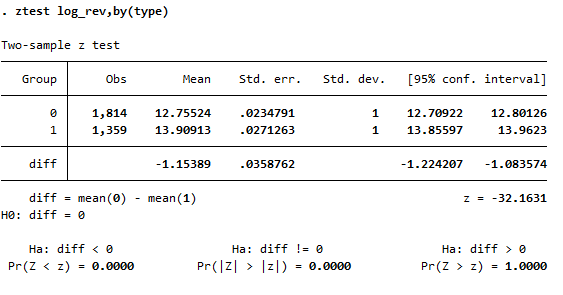 . ztest log_rev,by(type)
Two-sample z test
Group Obs Mean Std. err. Std. dev. [95% conf. interval]
0 1,814 12.75524 .0234791 1 12.70922 12.80126
1 1,359 13.90913 .0271263 1 13.85597 13.9623
diff -1.15389 .0358762 -1.224207 -1.083574
diff = mean(0) - mean(1) z = -32.1631
H0: diff = 0
Ha: diff < 0 Ha: diff != 0 Ha: diff > 0
Pr(Z < z) = 0.0000 Pr(|Z| > |z|) = 0.0000 Pr(Z > z) = 1.0000